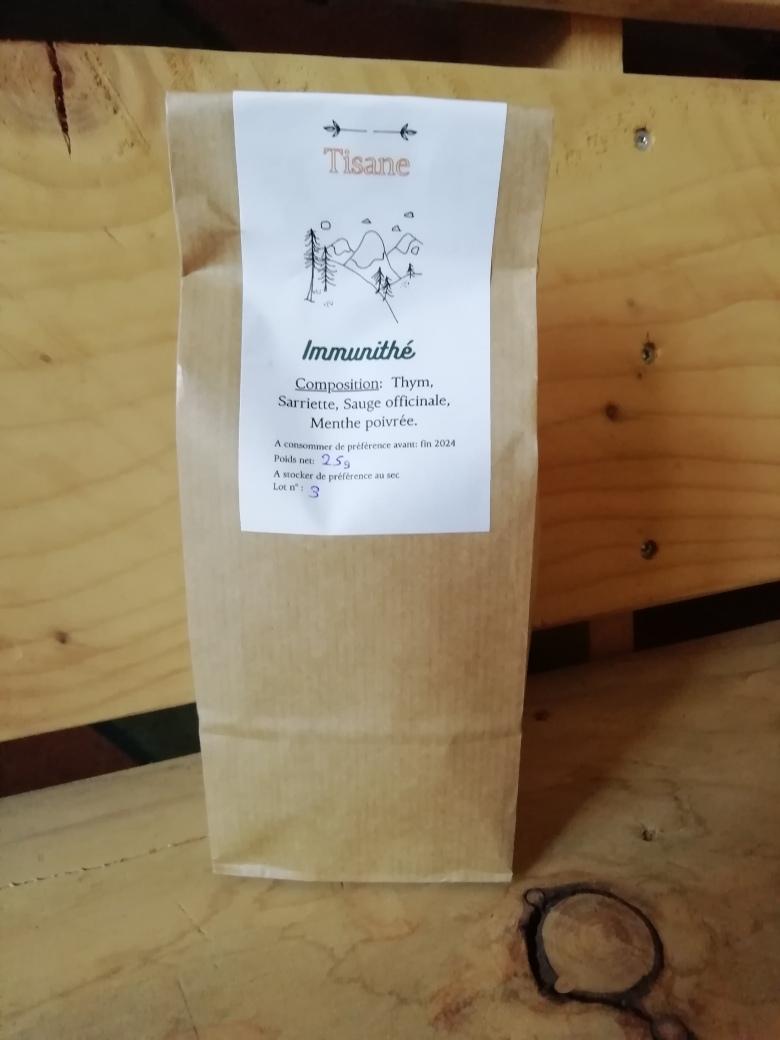 Tisane
Immunithé
Composition: Thym,
Sarriette, Sauge officinale,
Menthe poivrée.
A consommer de préférence avant: fin 2024
Poids net: 25g
A stocker de préférence au sec
Lot n° : 3